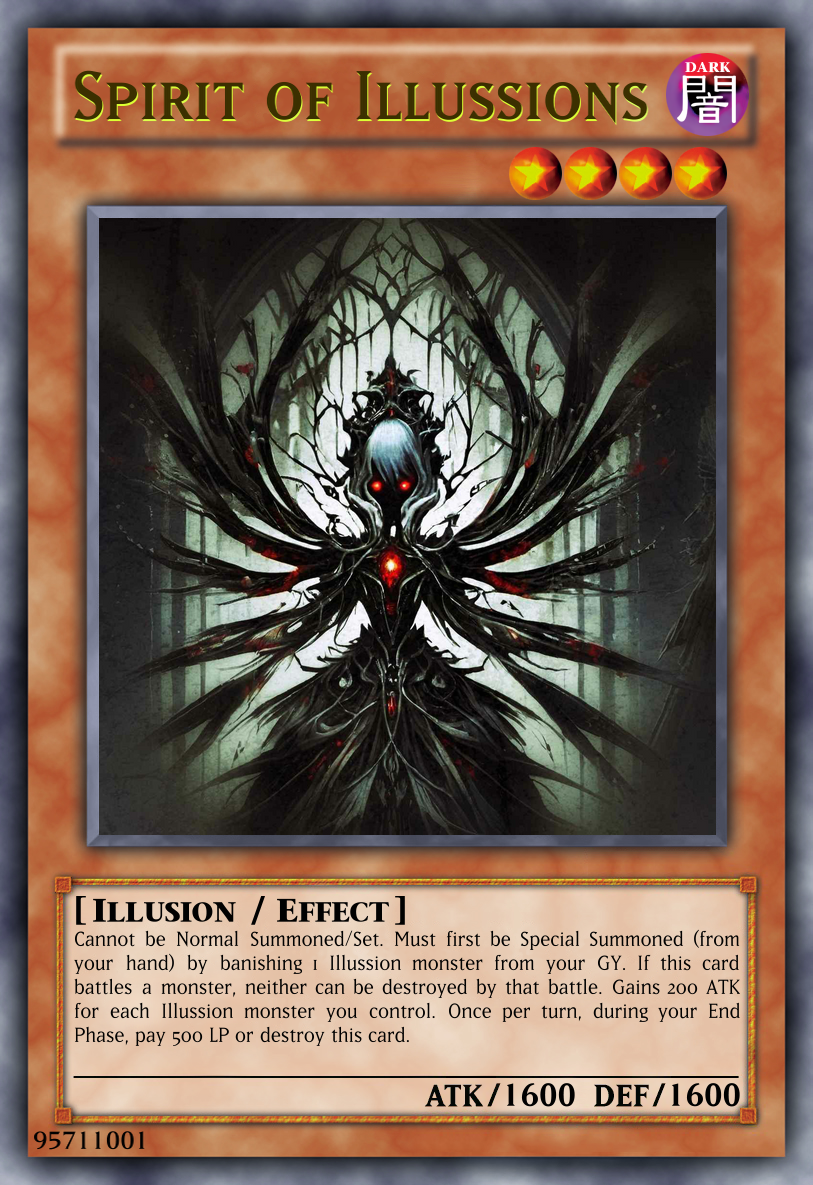 Spirit of Illussions
DARK
闇
[ Illusion / Effect ]
Cannot be Normal Summoned/Set. Must first be Special Summoned (from
your hand) by banishing 1 Illussion monster from your GY. If this card
battles a monster, neither can be destroyed by that battle. Gains 200 ATK
for each Illussion monster you control. Once per turn, during your End
Phase, pay 500 LP or destroy this card.
ATK/1600 DEF/1600
95711001